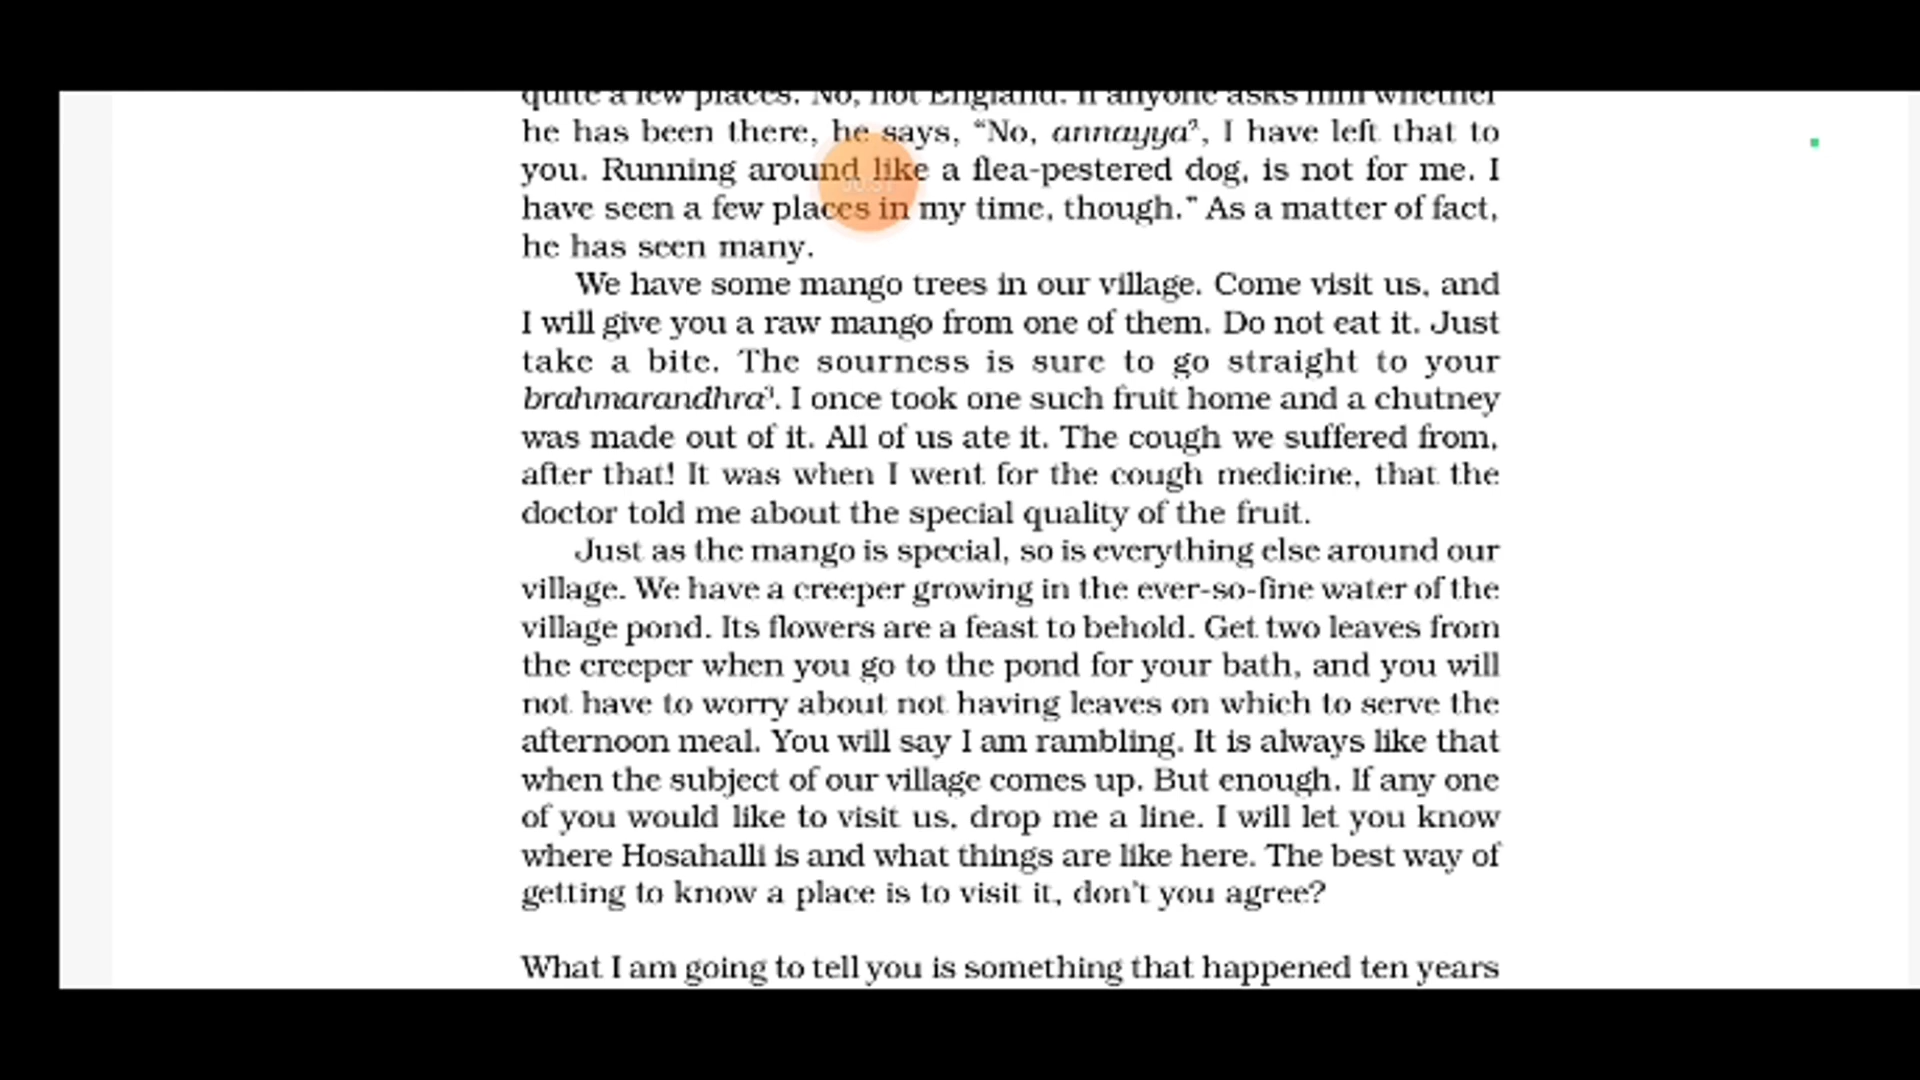 quite a few places. No, not England. If anyone asks him whether
he has been there, he says, “No, annayya², I have left that to
you. Running around like a flea-pestered dog, is not for me. I
have seen a few places in my time, though.” As a matter of fact,
he has seen many.
We have some mango trees in our village. Come visit us, and
I will give you a raw mango from one of them. Do not eat it. Just
take a bite. The sourness is sure to go straight to your
brahmarandhra³. I once took one such fruit home and a chutney
was made out of it. All of us ate it. The cough we suffered from,
after that! It was when I went for the cough medicine, that the
doctor told me about the special quality of the fruit.
Just as the mango is special, so is everything else around our
village. We have a creeper growing in the ever-so-fine water of the
village pond. Its flowers are a feast to behold. Get two leaves from
the creeper when you go to the pond for your bath, and you will
not have to worry about not having leaves on which to serve the
afternoon meal. You will say I am rambling. It is always like that
when the subject of our village comes up. But enough. If any one
of you would like to visit us, drop me a line. I will let you know
where Hosahalli is and what things are like here. The best way of
getting to know a place is to visit it, don’t you agree?
What I am going to tell you is something that happened ten years